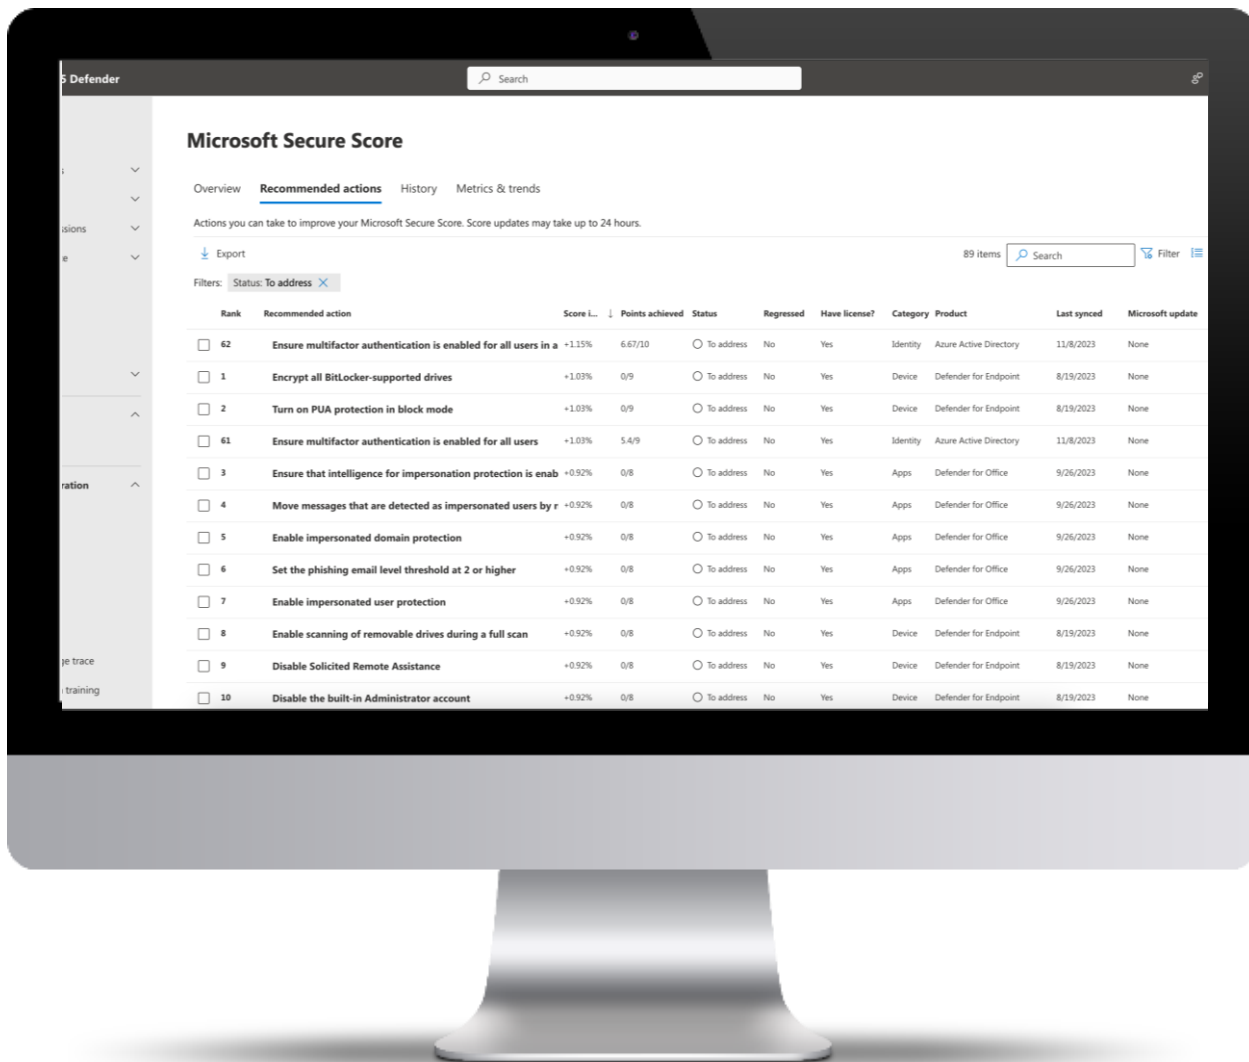 5 Defender
Search
Microsoft Secure Score
Overview Recommended actions History Metrics & trends
Actions you can take to improve your Microsoft Secure Score. Score updates may take up to 24 hours.
Export 89 items Search Filter
Filters: Status: To address
Rank Recommended action Score i... ↓ Points achieved Status Regressed Have license? Category Product Last synced Microsoft update
62 Ensure multifactor authentication is enabled for all users in a +1.15% 6.67/10 To address No Yes Identity Azure Active Directory 11/8/2023 None
1 Encrypt all BitLocker-supported drives +1.03% 0/9 To address No Yes Device Defender for Endpoint 8/19/2023 None
2 Turn on PUA protection in block mode +1.03% 0/9 To address No Yes Device Defender for Endpoint 8/19/2023 None
61 Ensure multifactor authentication is enabled for all users +1.03% 5.4/9 To address No Yes Identity Azure Active Directory 11/8/2023 None
3 Ensure that intelligence for impersonation protection is enab +0.92% 0/8 To address No Yes Apps Defender for Office 9/26/2023 None
4 Move messages that are detected as impersonated users by r +0.92% 0/8 To address No Yes Apps Defender for Office 9/26/2023 None
ssions
5 Enable impersonated domain protection +0.92% 0/8 To address No Yes Apps Defender for Office 9/26/2023 None
6 Set the phishing email level threshold at 2 or higher +0.92% 0/8 To address No Yes Apps Defender for Office 9/26/2023 None
7 Enable impersonated user protection +0.92% 0/8 To address No Yes Apps Defender for Office 9/26/2023 None
8 Enable scanning of removable drives during a full scan +0.92% 0/8 To address No Yes Device Defender for Endpoint 8/19/2023 None
9 Disable Solicited Remote Assistance +0.92% 0/8 To address No Yes Device Defender for Endpoint 8/19/2023 None
10 Disable the built-in Administrator account +0.92% 0/8 To address No Yes Device Defender for Endpoint 8/19/2023 None
ration
ge trace
training